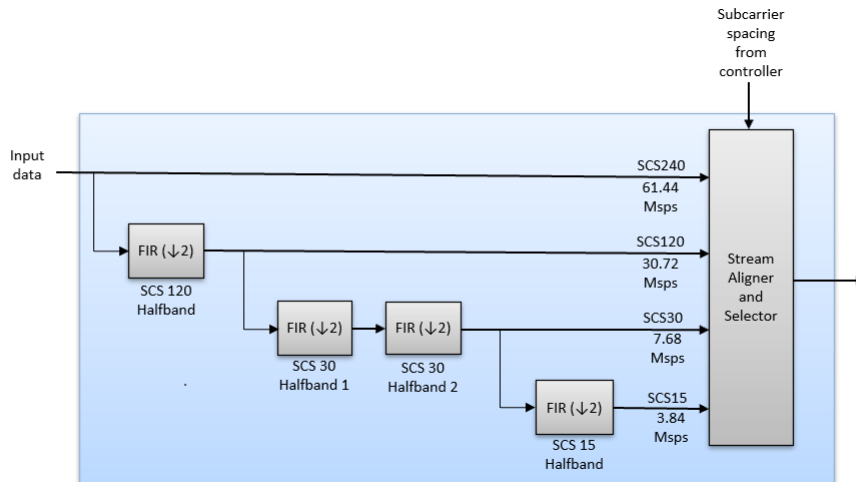 Subcarrier
spacing
from
controller
Input
data
SCS240
61.44
Msps
FIR (↓2)
SCS 120
Halfband
SCS120
30.72
Msps
Stream
Aligner
and
Selector
FIR (↓2)
SCS 30
Halfband 1
FIR (↓2)
SCS 30
Halfband 2
SCS30
7.68
Msps
FIR (↓2)
SCS 15
Halfband
SCS15
3.84
Msps